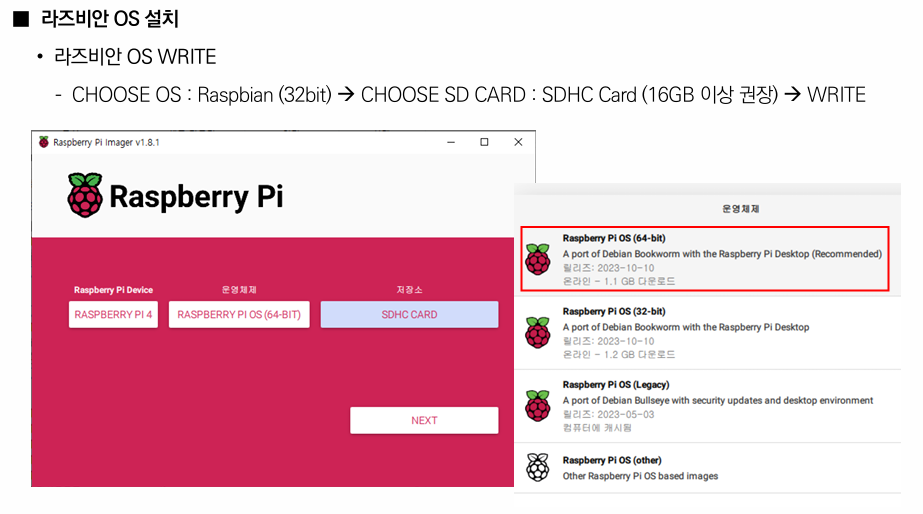 ■ 라즈비안 OS 설치
• 라즈비안 OS WRITE
- CHOOSE OS : Raspbian (32bit) → CHOOSE SD CARD : SDHC Card (16GB 이상 권장) → WRITE
Raspberry Pi Imager v1.8.1
Raspberry Pi
Raspberry Pi Device 운영체제 저장소
RASPBERRY PI 4 RASPBERRY PI OS (64-BIT) SDHC CARD
NEXT
운영체제
Raspberry Pi OS (64-bit)
A port of Debian Bookworm with the Raspberry Pi Desktop (Recommended)
릴리즈: 2023-10-10
온라인 - 1.1 GB 다운로드
Raspberry Pi OS (32-bit)
A port of Debian Bookworm with the Raspberry Pi Desktop
릴리즈: 2023-10-10
온라인 - 1.2 GB 다운로드
Raspberry Pi OS (Legacy)
A port of Debian Bullseye with security updates and desktop environment
릴리즈: 2023-05-03
컴퓨터에 캐시됨
Raspberry Pi OS (other)
Other Raspberry Pi OS based images